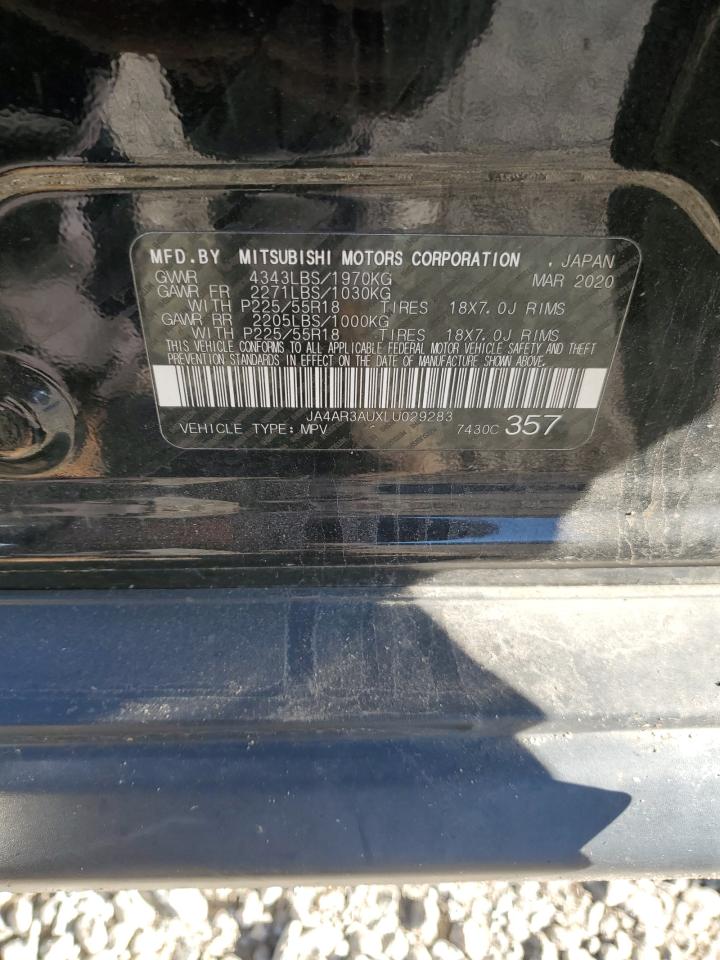 MFD.BY MITSUBISHI MOTORS CORPORATION . JAPAN
GVWR 4343LBS/1970KG MAR 2020
GAWR FR 2271LBS/1030KG
WITH P225/55R18 TIRES 18X7.0J RIMS
GAWR RR 2205LBS/1000KG
WITH P225/55R18 TIRES 18X7.0J RIMS
THIS VEHICLE CONFORMS TO ALL APPLICABLE FEDERAL MOTOR VEHICLE SAFETY AND THEFT
PREVENTION STANDARDS IN EFFECT ON THE DATE OF MANUFACTURE SHOWN ABOVE.
JA4AR3AUXLU029283
VEHICLE TYPE:MPV 7430C 357